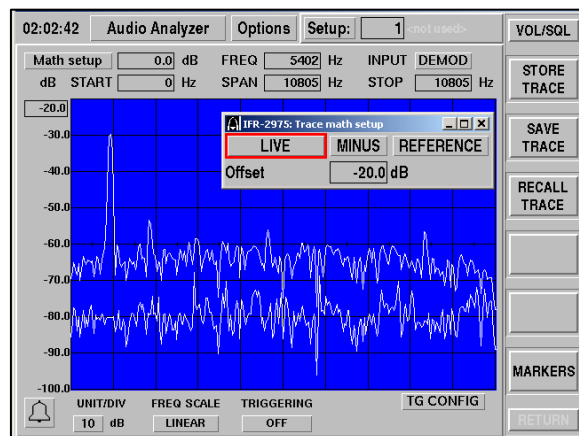 02:02:42 Audio Analyzer Options Setup: 1 <not used> VOL/SQL
Math setup 0.0 dB FREQ 5402 Hz INPUT DEMOD
dB START 0 Hz SPAN 10805 Hz STOP 10805 Hz
STORE
TRACE
-20.0
IFR-2975: Trace math setup
LIVE MINUS REFERENCE
Offset -20.0 dB
-30.0
SAVE
TRACE
-40.0
RECALL
TRACE
-50.0
-60.0
-70.0
-80.0
-90.0
MARKERS
-100.0
UNIT/DIV FREQ SCALE TRIGGERING TG CONFIG
10 dB LINEAR OFF
RETURN